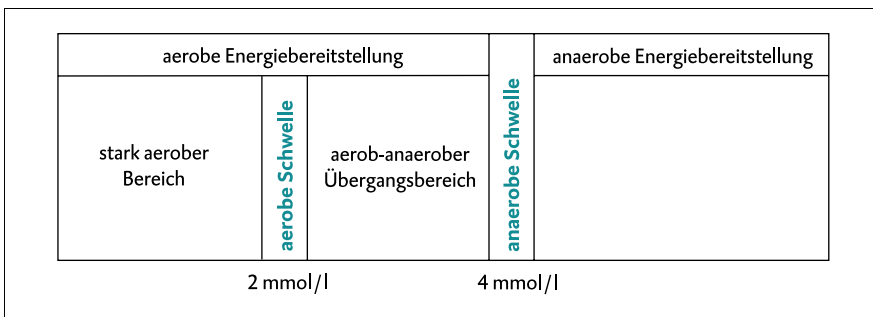 aerobe Energiebereitstellung
anaerobe Energiebereitstellung
stark aerober
Bereich
aerobe Schwelle
aerob-anaerober
Übergangsbereich
anaerobe Schwelle
2 mmol/l
4 mmol/l